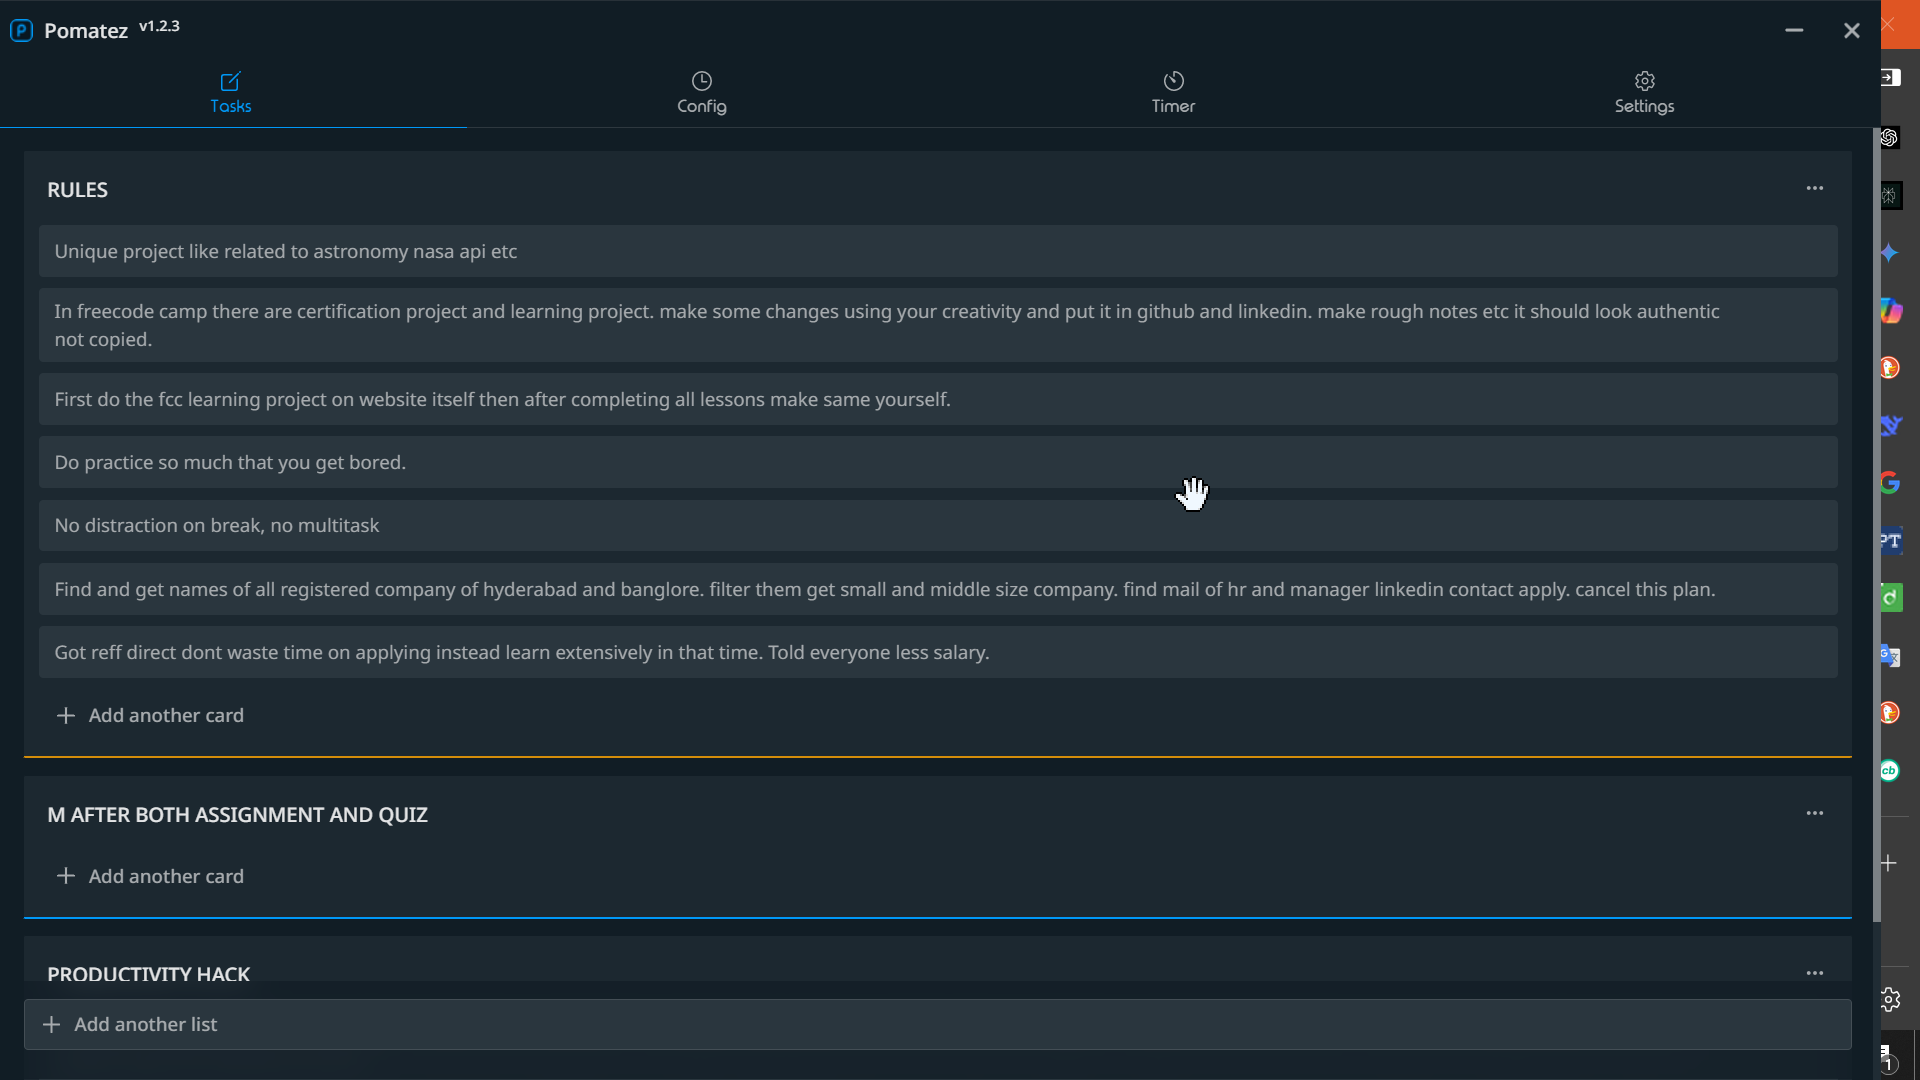 Pomatez v1.2.3
Tasks
Config
Timer
Settings
RULES
Unique project like related to astronomy nasa api etc
In freecode camp there are certification project and learning project. make some changes using your creativity and put it in github and linkedin. make rough notes etc it should look authentic
not copied.
First do the fcc learning project on website itself then after completing all lessons make same yourself.
Do practice so much that you get bored.
No distraction on break, no multitask
Find and get names of all registered company of hyderabad and banglore. filter them get small and middle size company. find mail of hr and manager linkedin contact apply. cancel this plan.
Got reff direct dont waste time on applying instead learn extensively in that time. Told everyone less salary.
Add another card
M AFTER BOTH ASSIGNMENT AND QUIZ
Add another card
PRODUCTIVITY HACK
Add another list
PT
G
cb
1